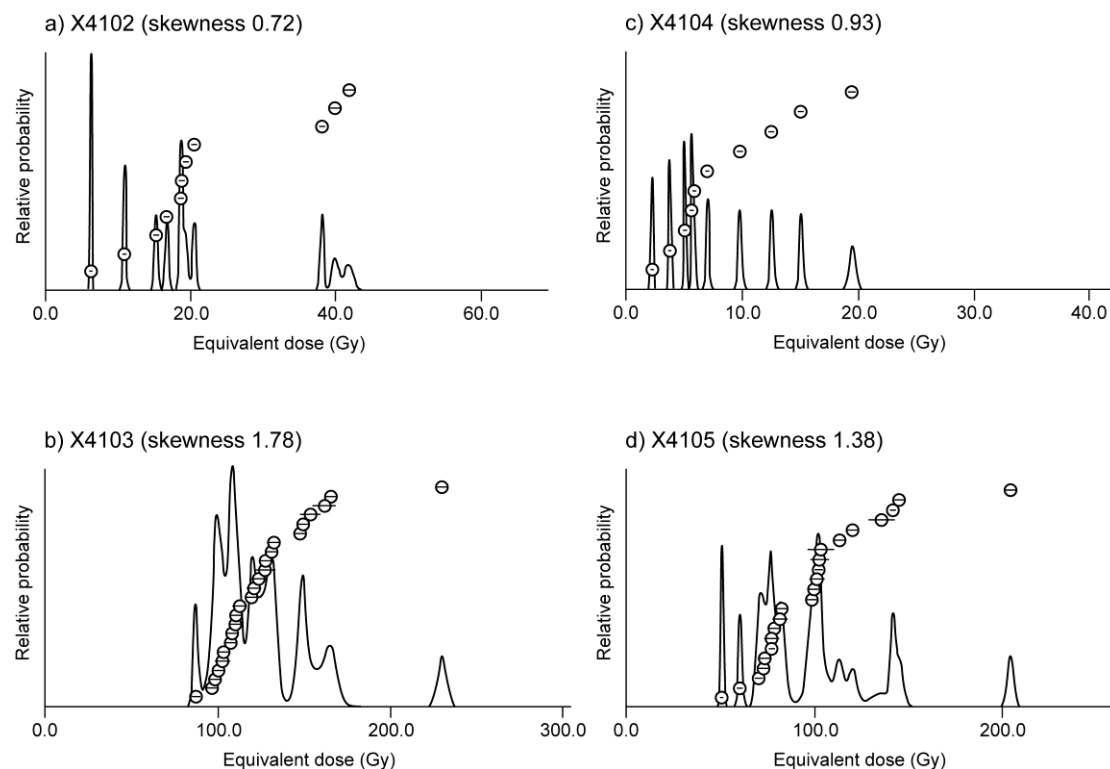 a) X4102 (skewness 0.72)
Relative probability
0.0 20.0 40.0 60.0
Equivalent dose (Gy)
c) X4104 (skewness 0.93)
Relative probability
0.0 10.0 20.0 30.0 40.0
Equivalent dose (Gy)
b) X4103 (skewness 1.78)
Relative probability
0.0 100.0 200.0 300.0
Equivalent dose (Gy)
d) X4105 (skewness 1.38)
Relative probability
0.0 100.0 200.0
Equivalent dose (Gy)